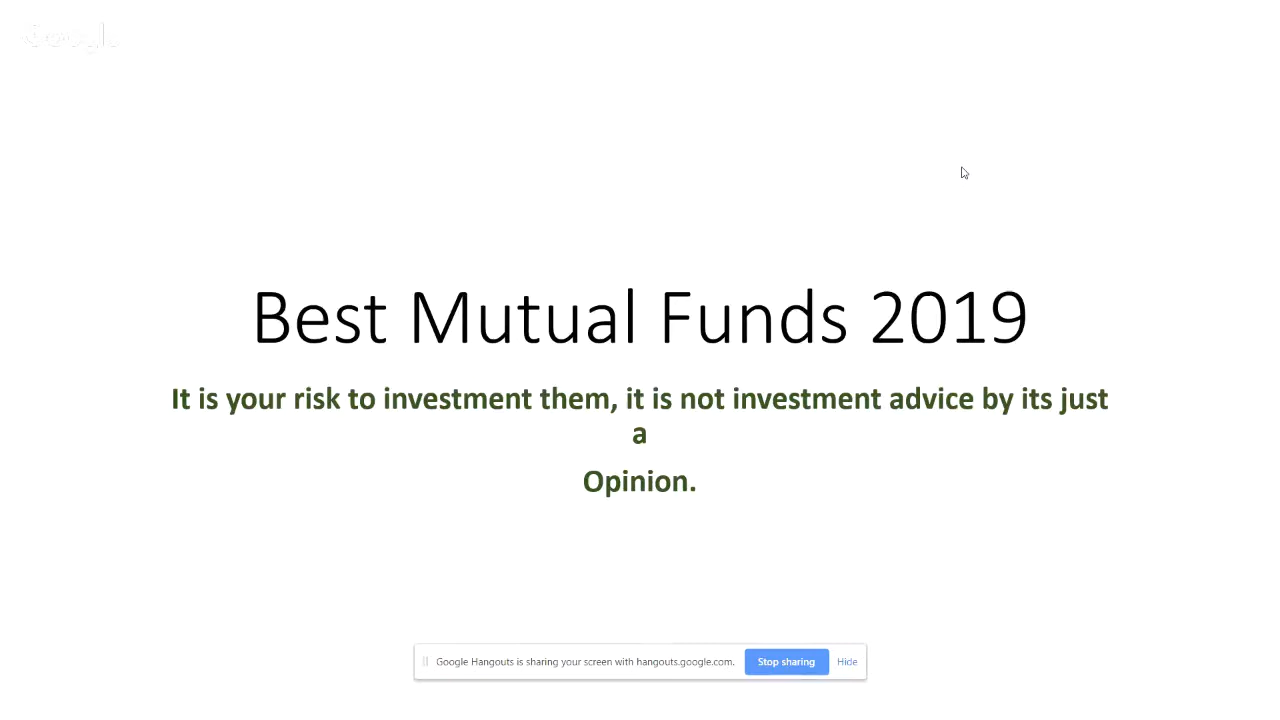 Google
Best Mutual Funds 2019
It is your risk to investment them, it is not investment advice by its just
a
Opinion.
Google Hangouts is sharing your screen with hangouts.google.com.
Stop sharing
Hide